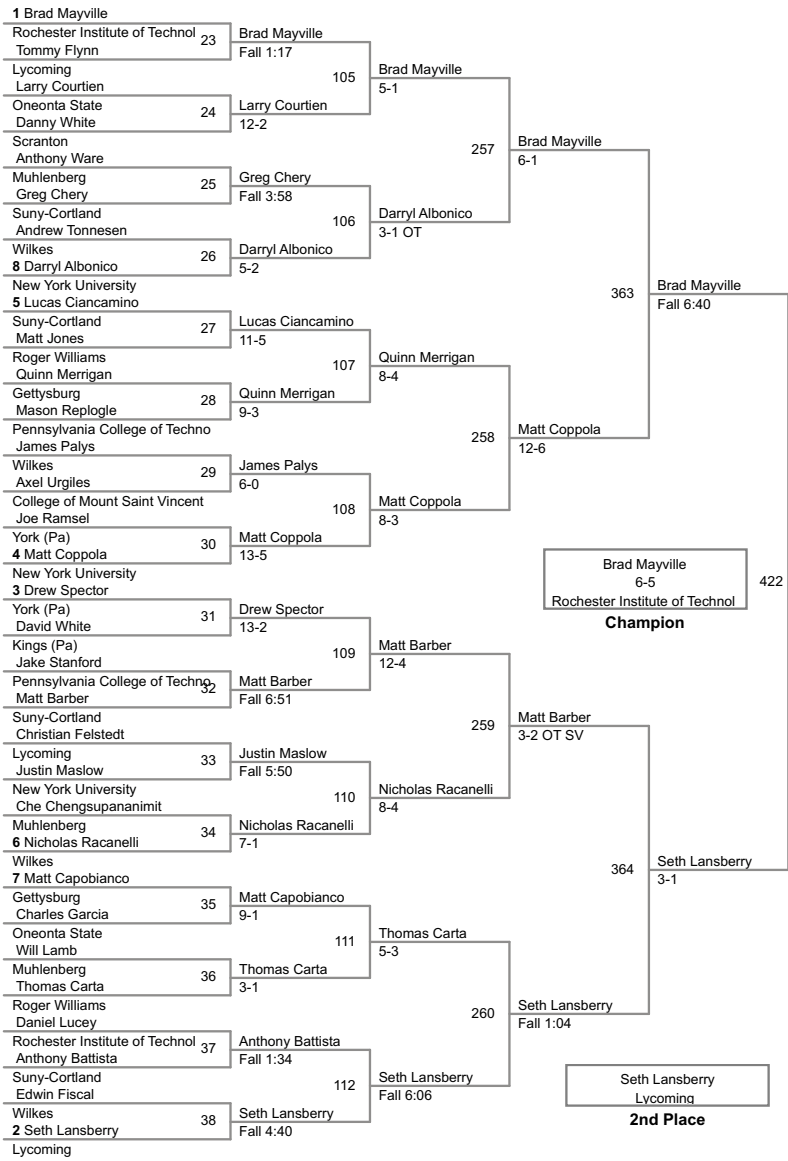 1 Brad Mayville
Rochester Institute of Technol
Tommy Flynn
23
Lycoming
Larry Courtien
Oneonta State
Danny White
24
Scranton
Anthony Ware
Muhlenberg
Greg Chery
25
Suny-Cortland
Andrew Tonnesen
Wilkes
8 Darryl Albonico
26
New York University
5 Lucas Ciancamino
Suny-Cortland
Matt Jones
27
Roger Williams
Quinn Merrigan
Gettysburg
Mason Replogle
28
Pennsylvania College of Techno
James Palys
Wilkes
Axel Urgiles
29
College of Mount Saint Vincent
Joe Ramsel
York (Pa)
4 Matt Coppola
30
New York University
3 Drew Spector
York (Pa)
David White
31
Kings (Pa)
Jake Stanford
Pennsylvania College of Techno
Matt Barber
32
Suny-Cortland
Christian Felstedt
Lycoming
Justin Maslow
33
New York University
Che Chengsupananimit
Muhlenberg
6 Nicholas Racanelli
34
Wilkes
7 Matt Capobianco
Gettysburg
Charles Garcia
35
Oneonta State
Will Lamb
Muhlenberg
Thomas Carta
36
Roger Williams
Daniel Lucey
Rochester Institute of Technol
Anthony Battista
37
Suny-Cortland
Edwin Fiscal
Wilkes
2 Seth Lansberry
38
Lycoming
Brad Mayville
Fall 1:17
105
Larry Courtien
12-2
Greg Chery
Fall 3:58
106
Darryl Albonico
5-2
Lucas Ciancamino
11-5
107
Quinn Merrigan
9-3
James Palys
6-0
108
Matt Coppola
13-5
Drew Spector
13-2
109
Matt Barber
Fall 6:51
Justin Maslow
Fall 5:50
110
Nicholas Racanelli
7-1
Matt Capobianco
9-1
111
Thomas Carta
3-1
Anthony Battista
Fall 1:34
112
Seth Lansberry
Fall 4:40
Brad Mayville
5-1
257
Darryl Albonico
3-1 OT
Quinn Merrigan
8-4
258
Matt Coppola
8-3
Matt Barber
12-4
259
Nicholas Racanelli
8-4
Thomas Carta
5-3
260
Seth Lansberry
Fall 6:06
Brad Mayville
6-1
363
Matt Coppola
12-6
Matt Barber
3-2 OT SV
364
Seth Lansberry
Fall 1:04
Brad Mayville
Fall 6:40
422
Seth Lansberry
3-1
Brad Mayville
6-5
Rochester Institute of Technol
Champion
Seth Lansberry
Lycoming
2nd Place